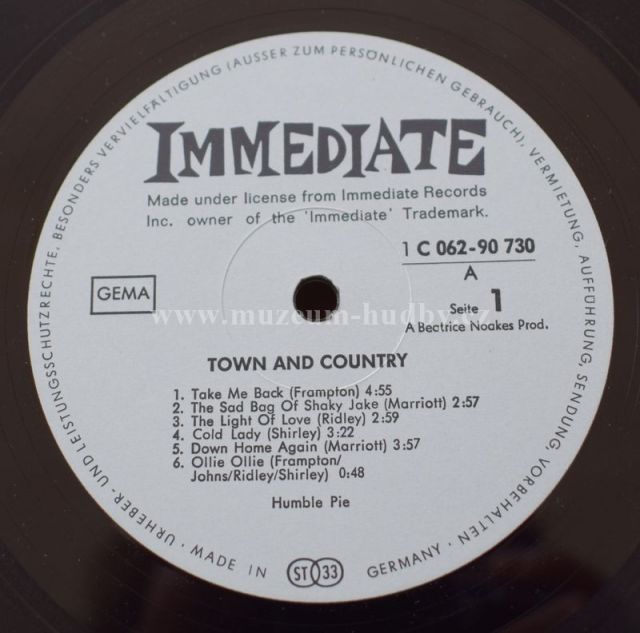 URHEBER- UND LEISTUNGSSCHUTZRECHTE, BESONDERS VERVIELFÄLTIGUNG (AUSSER ZUM PERSÖNLICHEN GEBRAUCH), VERMIETUNG, AUFFÜHRUNG, SENDUNG, VORBEHALTEN ·
IMMEDIATE
Made under license from Immediate Records
Inc. owner of the 'Immediate' Trademark.
1 C 062-90 730
A
GEMA
Seite 1
www.muzeum-hudby.cz
A Beatrice Noakes Prod.
TOWN AND COUNTRY
1. Take Me Back (Frampton) 4:55
2. The Sad Bag Of Shaky Jake (Marriott) 2:57
3. The Light Of Love (Ridley) 2:59
4. Cold Lady (Shirley) 3:22
5. Down Home Again (Marriott) 3:57
6. Ollie Ollie (Frampton/
Johns/Ridley/Shirley) 0:48
Humble Pie
MADE IN GERMANY ·
ST 33